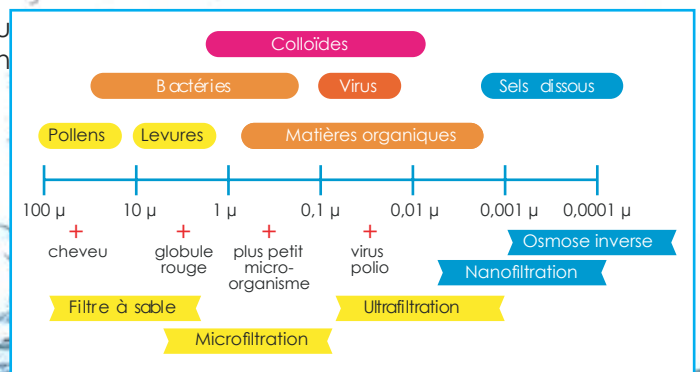 u
n
Colloïdes
Bactéries Virus Sels dissous
Pollens Levures Matières organiques
100 µ 10 µ 1 µ 0,1 µ 0,01 µ 0,001 µ 0,0001 µ
+ + + +
cheveu globule plus petit virus
rouge micro- polio
organisme
Osmose inverse
Nanofiltration
Filtre à sable Ultrafiltration
Microfiltration